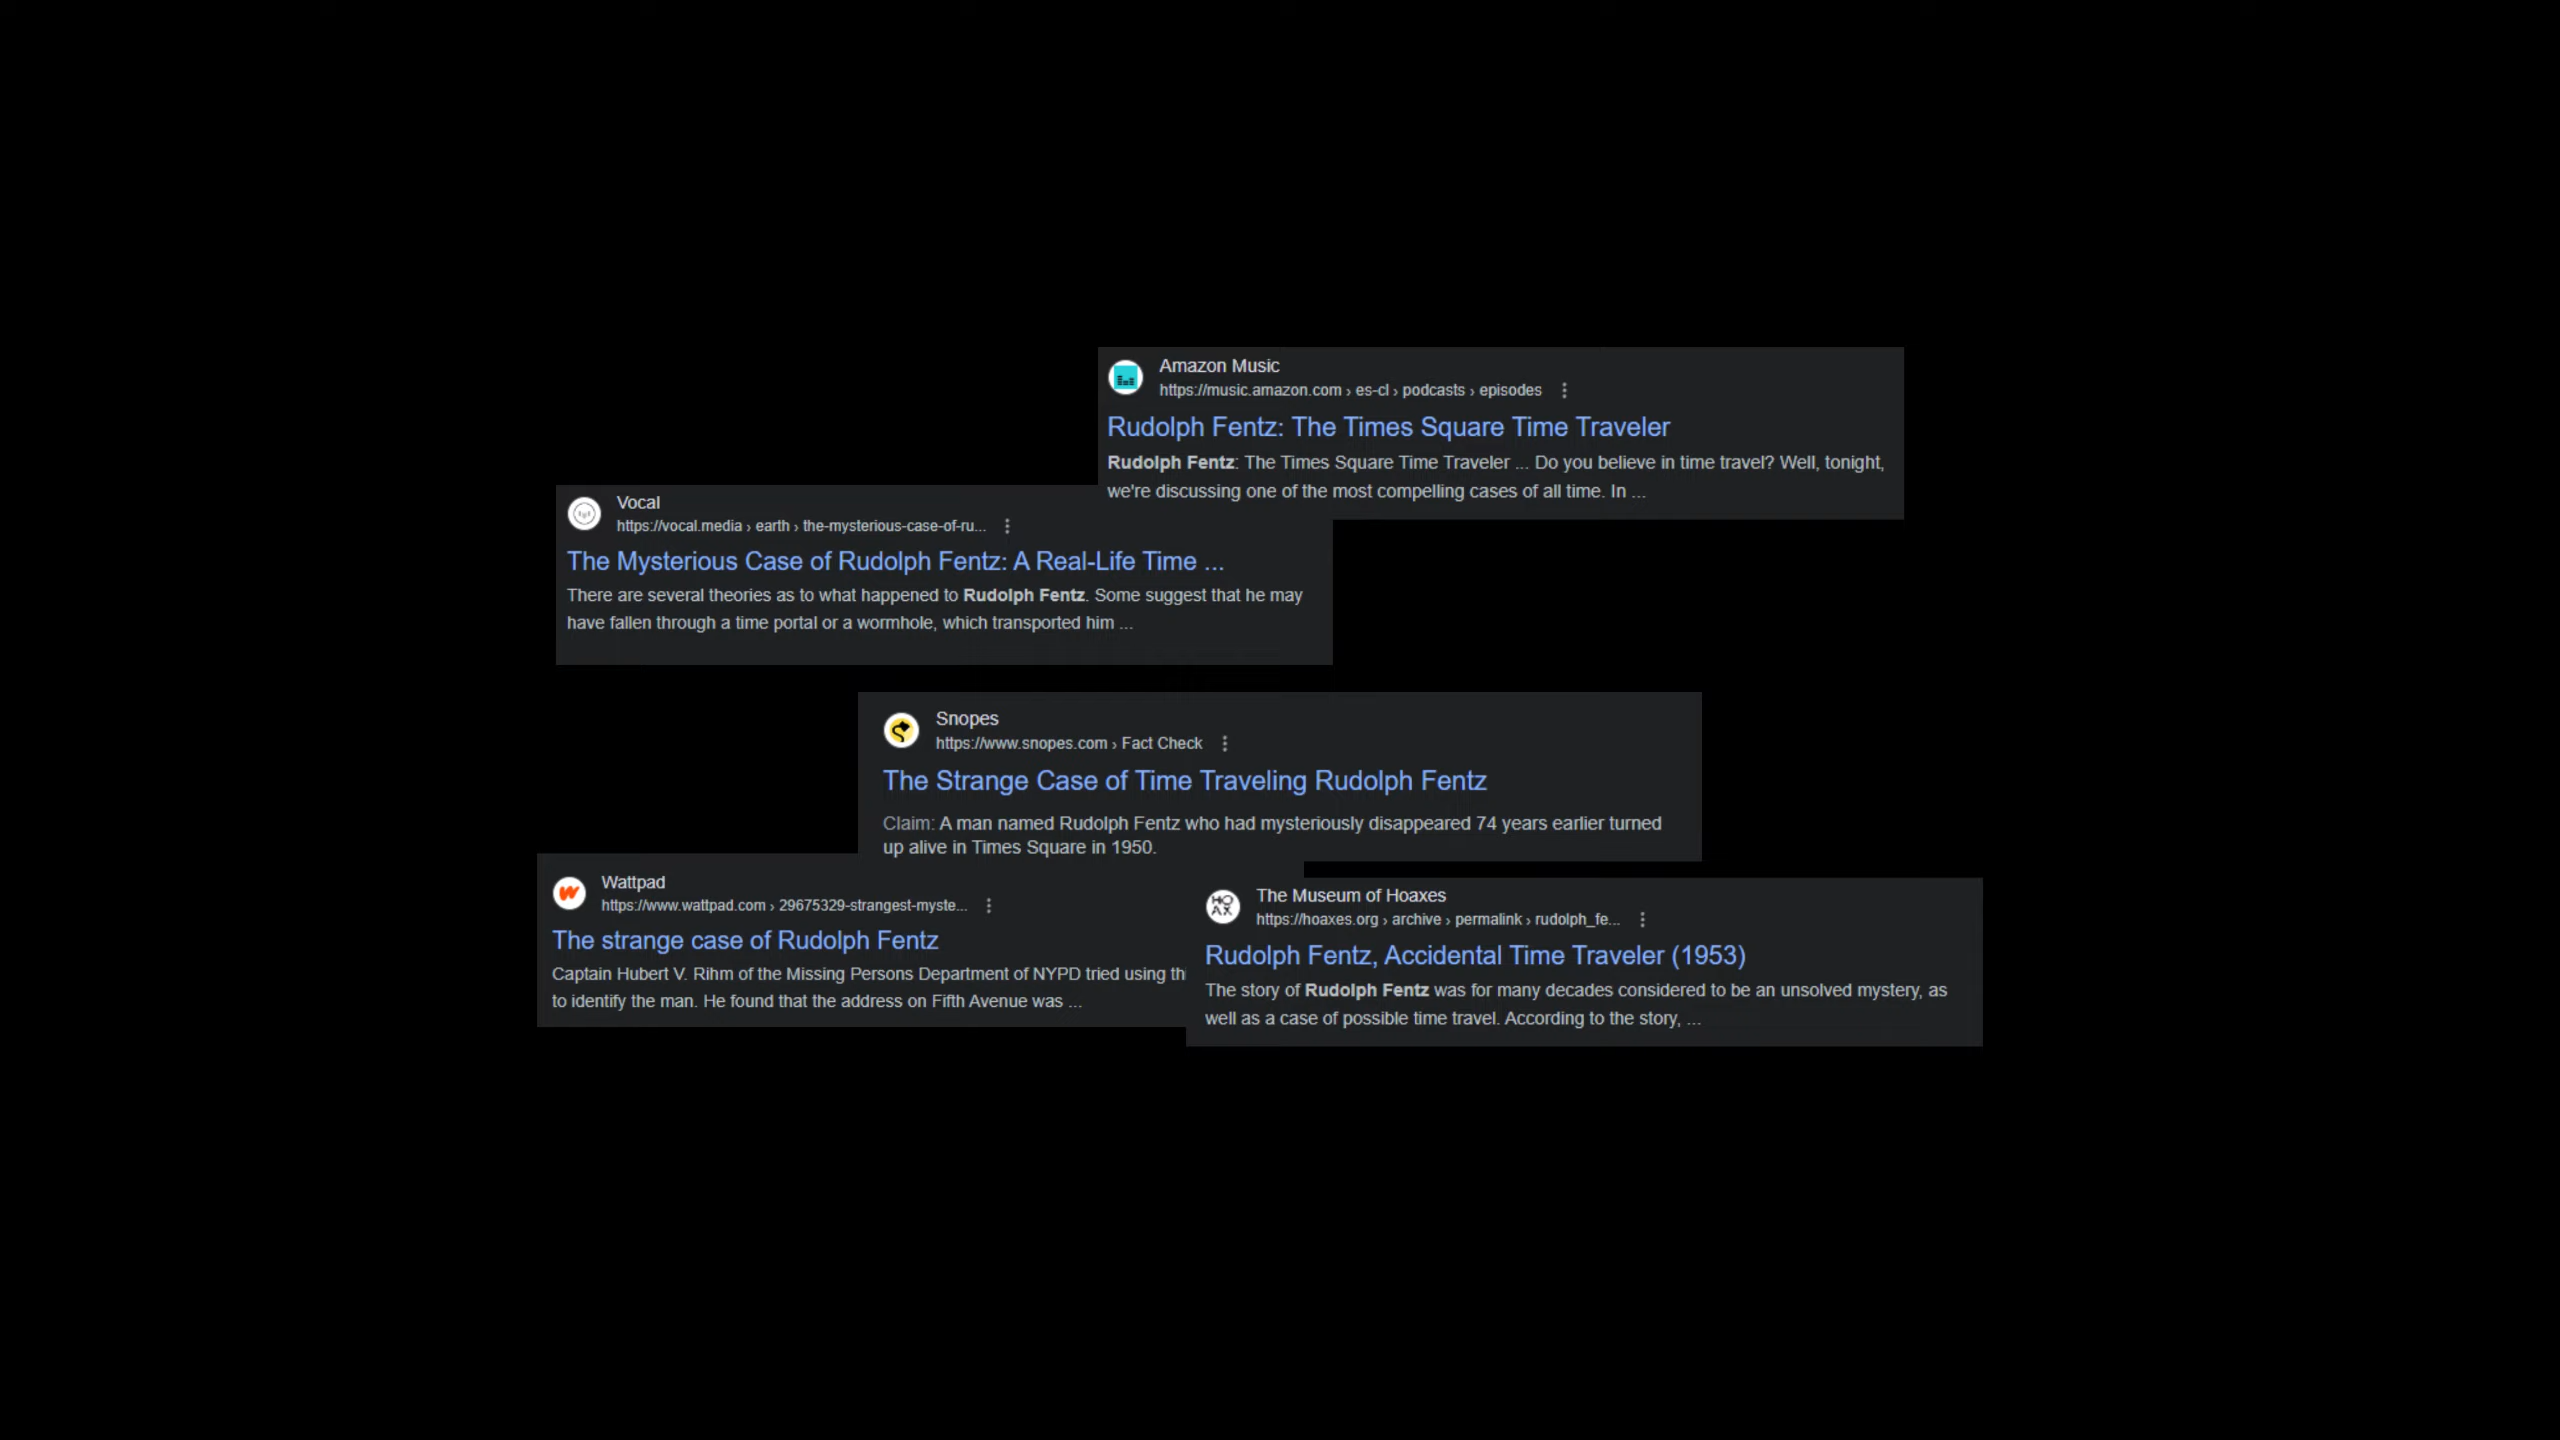 Amazon Music
https://music.amazon.com › es-cl › podcasts › episodes
Rudolph Fentz: The Times Square Time Traveler
Rudolph Fentz: The Times Square Time Traveler ... Do you believe in time travel? Well, tonight,
we're discussing one of the most compelling cases of all time. In ...
Vocal
https://vocal.media › earth › the-mysterious-case-of-ru...
The Mysterious Case of Rudolph Fentz: A Real-Life Time ...
There are several theories as to what happened to Rudolph Fentz. Some suggest that he may
have fallen through a time portal or a wormhole, which transported him ...
Snopes
https://www.snopes.com › Fact Check
The Strange Case of Time Traveling Rudolph Fentz
Claim: A man named Rudolph Fentz who had mysteriously disappeared 74 years earlier turned
up alive in Times Square in 1950.
Wattpad
https://www.wattpad.com › 29675329-strangest-myste...
The strange case of Rudolph Fentz
Captain Hubert V. Rihm of the Missing Persons Department of NYPD tried using
to identify the man. He found that the address on Fifth Avenue was ...
HOAX
The Museum of Hoaxes
https://hoaxes.org › archive › permalink › rudolph_fe...
Rudolph Fentz, Accidental Time Traveler (1953)
The story of Rudolph Fentz was for many decades considered to be an unsolved mystery, as
well as a case of possible time travel. According to the story, ...